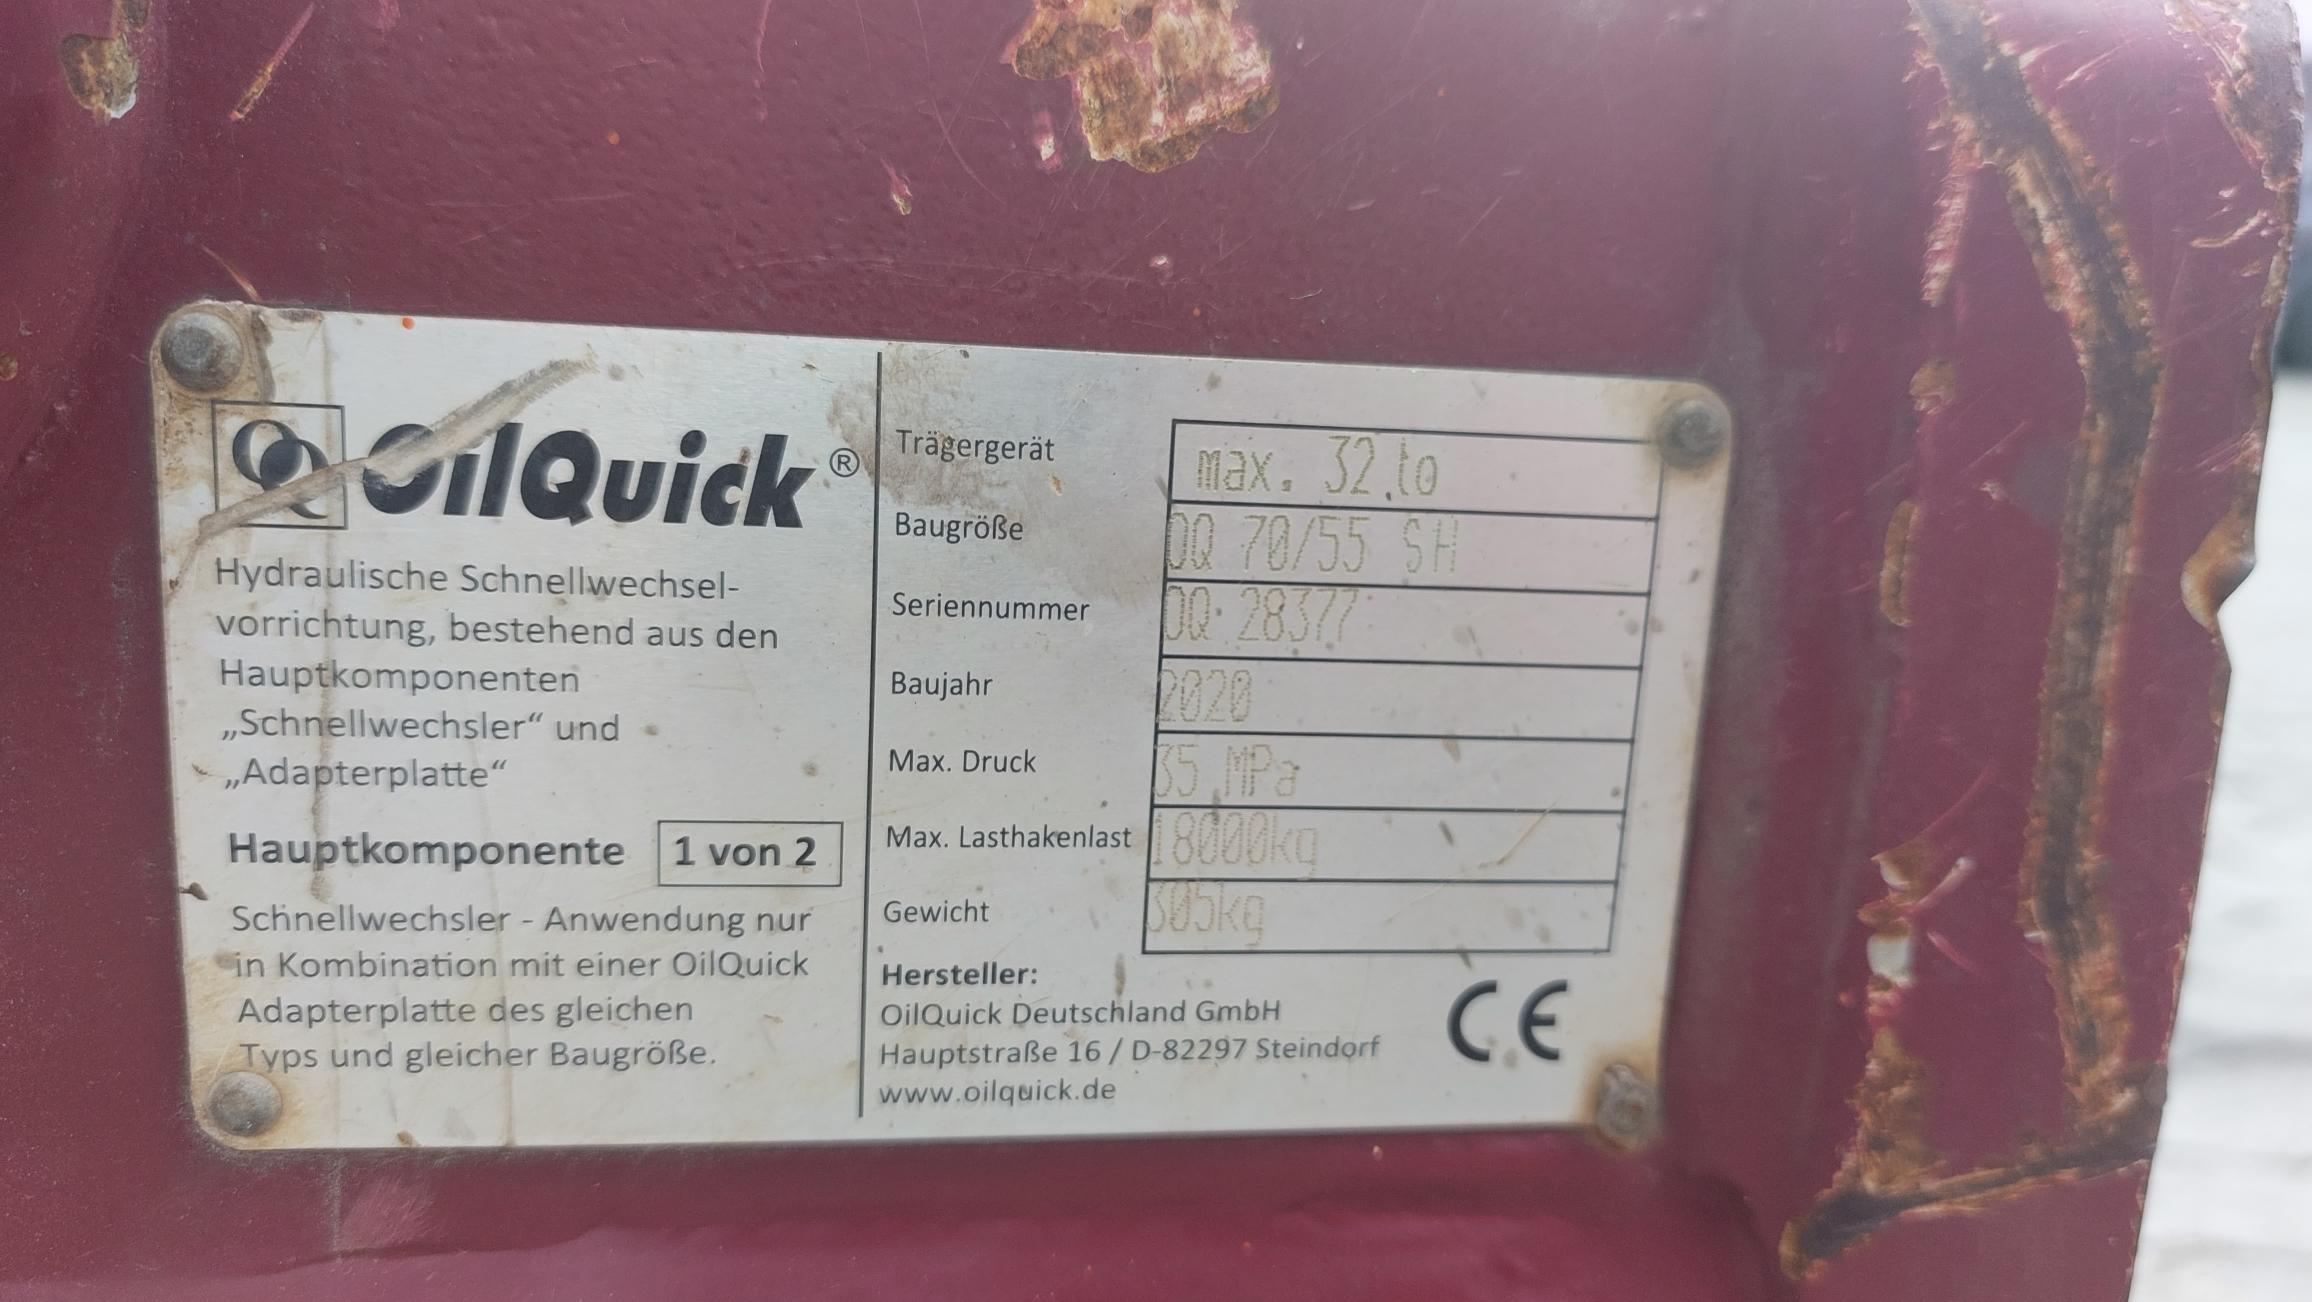 OilQuick®
Hydraulische Schnellwechsel-
vorrichtung, bestehend aus den
Hauptkomponenten
„Schnellwechsler“ und
„Adapterplatte“
Hauptkomponente 1 von 2
Schnellwechsler - Anwendung nur
in Kombination mit einer OilQuick
Adapterplatte des gleichen
Typs und gleicher Baugröße.
Trägergerät max. 32.to
Baugröße OQ 70/55 SH
Seriennummer OQ 28377
Baujahr 2020
Max. Druck 35 MPa
Max. Lasthakenlast 18000kg
Gewicht 305kg
Hersteller:
OilQuick Deutschland GmbH
Hauptstraße 16 / D-82297 Steindorf
www.oilquick.de
CE